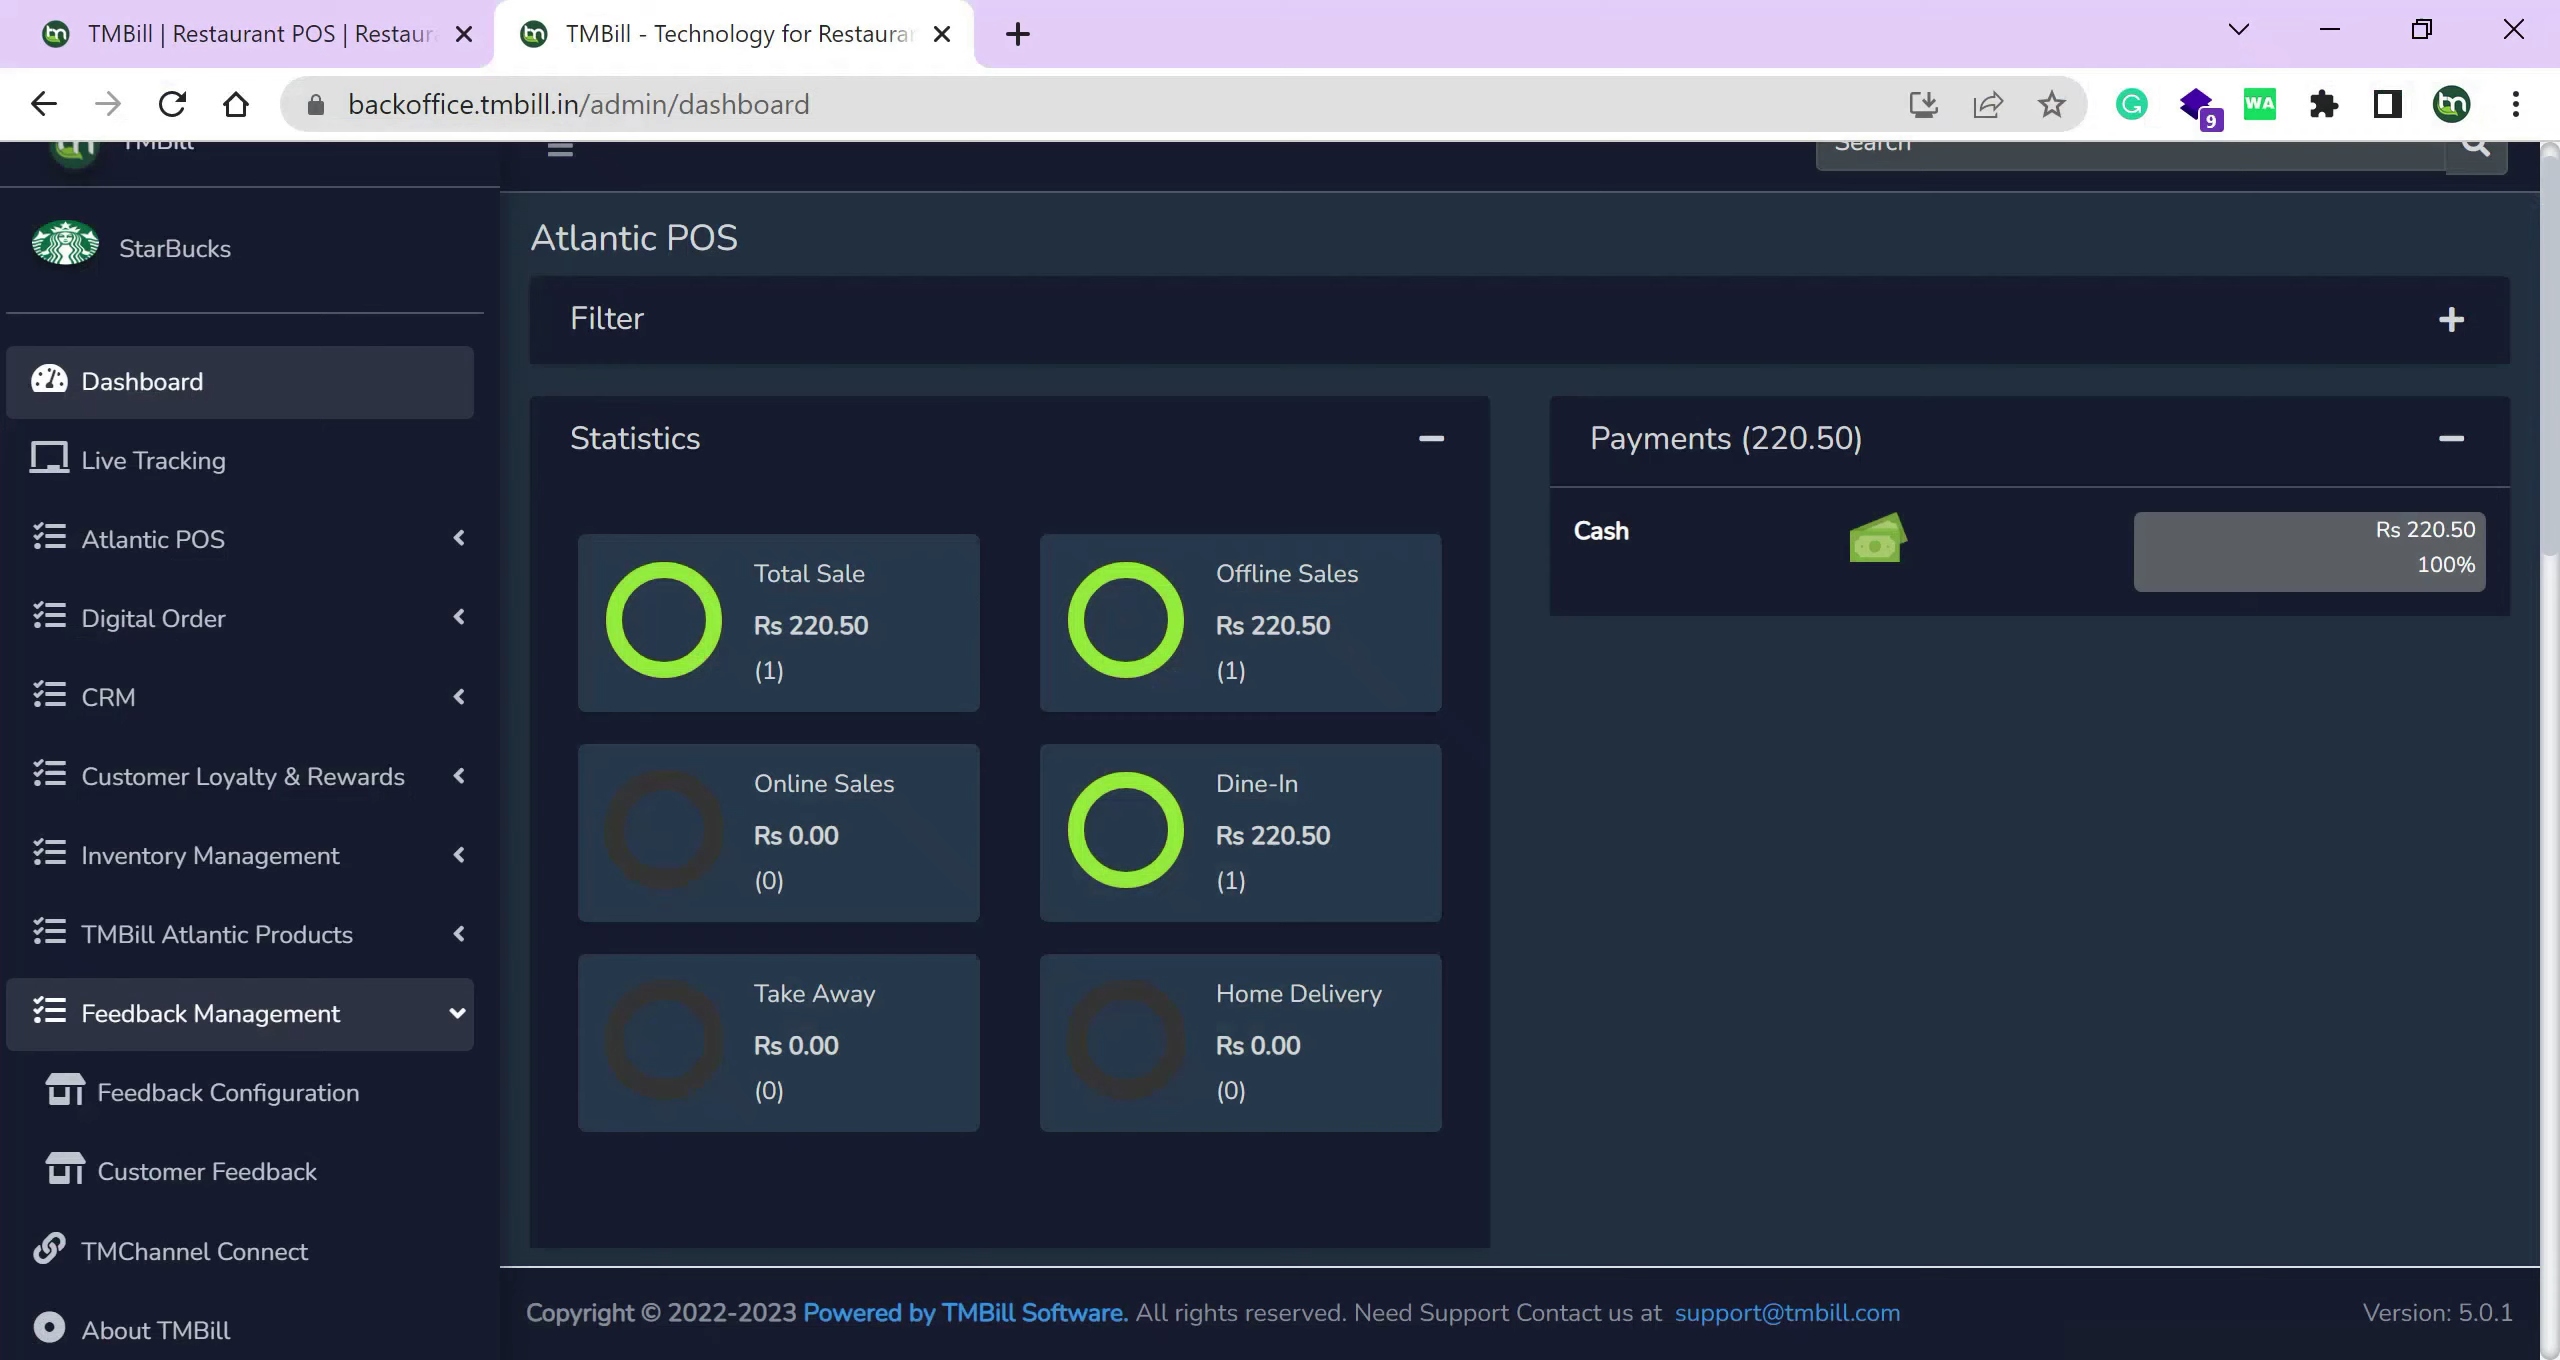 TMBill | Restaurant POS | Restaur
TMBill - Technology for Restaurar
backoffice.tmbill.in/admin/dashboard
9
WA
TMBill
Search
StarBucks
Atlantic POS
Filter
Dashboard
Live Tracking
Atlantic POS
Digital Order
CRM
Customer Loyalty & Rewards
Inventory Management
TMBill Atlantic Products
Feedback Management
Feedback Configuration
Customer Feedback
TMChannel Connect
About TMBill
Statistics
Total Sale
Rs 220.50
(1)
Offline Sales
Rs 220.50
(1)
Online Sales
Rs 0.00
(0)
Dine-In
Rs 220.50
(1)
Take Away
Rs 0.00
(0)
Home Delivery
Rs 0.00
(0)
Payments (220.50)
Cash
Rs 220.50
100%
Copyright © 2022-2023 Powered by TMBill Software. All rights reserved. Need Support Contact us at support@tmbill.com
Version: 5.0.1